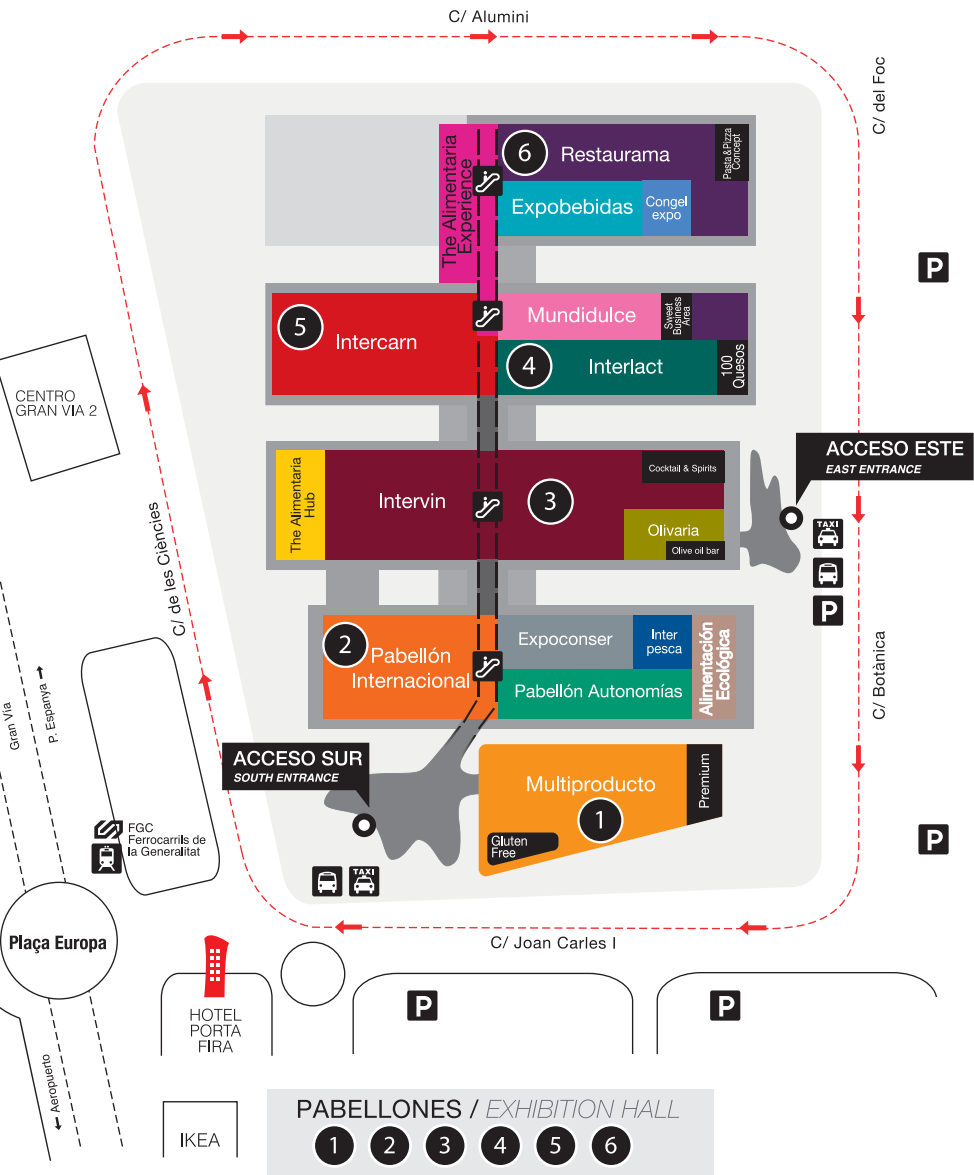 C/ Alumini
C/ del Foc
The Alimentaria
Experience
6
Restaurama
Pasta & Pizza
Concept
Expobebidas
Congel
expo
P
5
Intercarn
Mundidulce
Sweet
Business
Area
4
Interlact
100
Quesos
CENTRO
GRAN VIA 2
ACCESO ESTE
EAST ENTRANCE
The Alimentaria
Hub
Intervin
3
Cocktail & Spirits
Olivaria
Olive oil bar
TAXI
P
C/ de les Ciències
2
Pabellón
Internacional
Expoconser
Inter
pesca
Pabellón Autonomías
Alimentación
Ecológica
C/ Botànica
Gran Vía
P. Espanya
ACCESO SUR
SOUTH ENTRANCE
Multiproducto
1
Premium
Gluten
Free
FGC
Ferrocarrils de
la Generalitat
P
TAXI
Plaça Europa
C/ Joan Carles I
HOTEL
PORTA
FIRA
P
P
Aeropuerto
IKEA
PABELLONES / EXHIBITION HALL
1 2 3 4 5 6